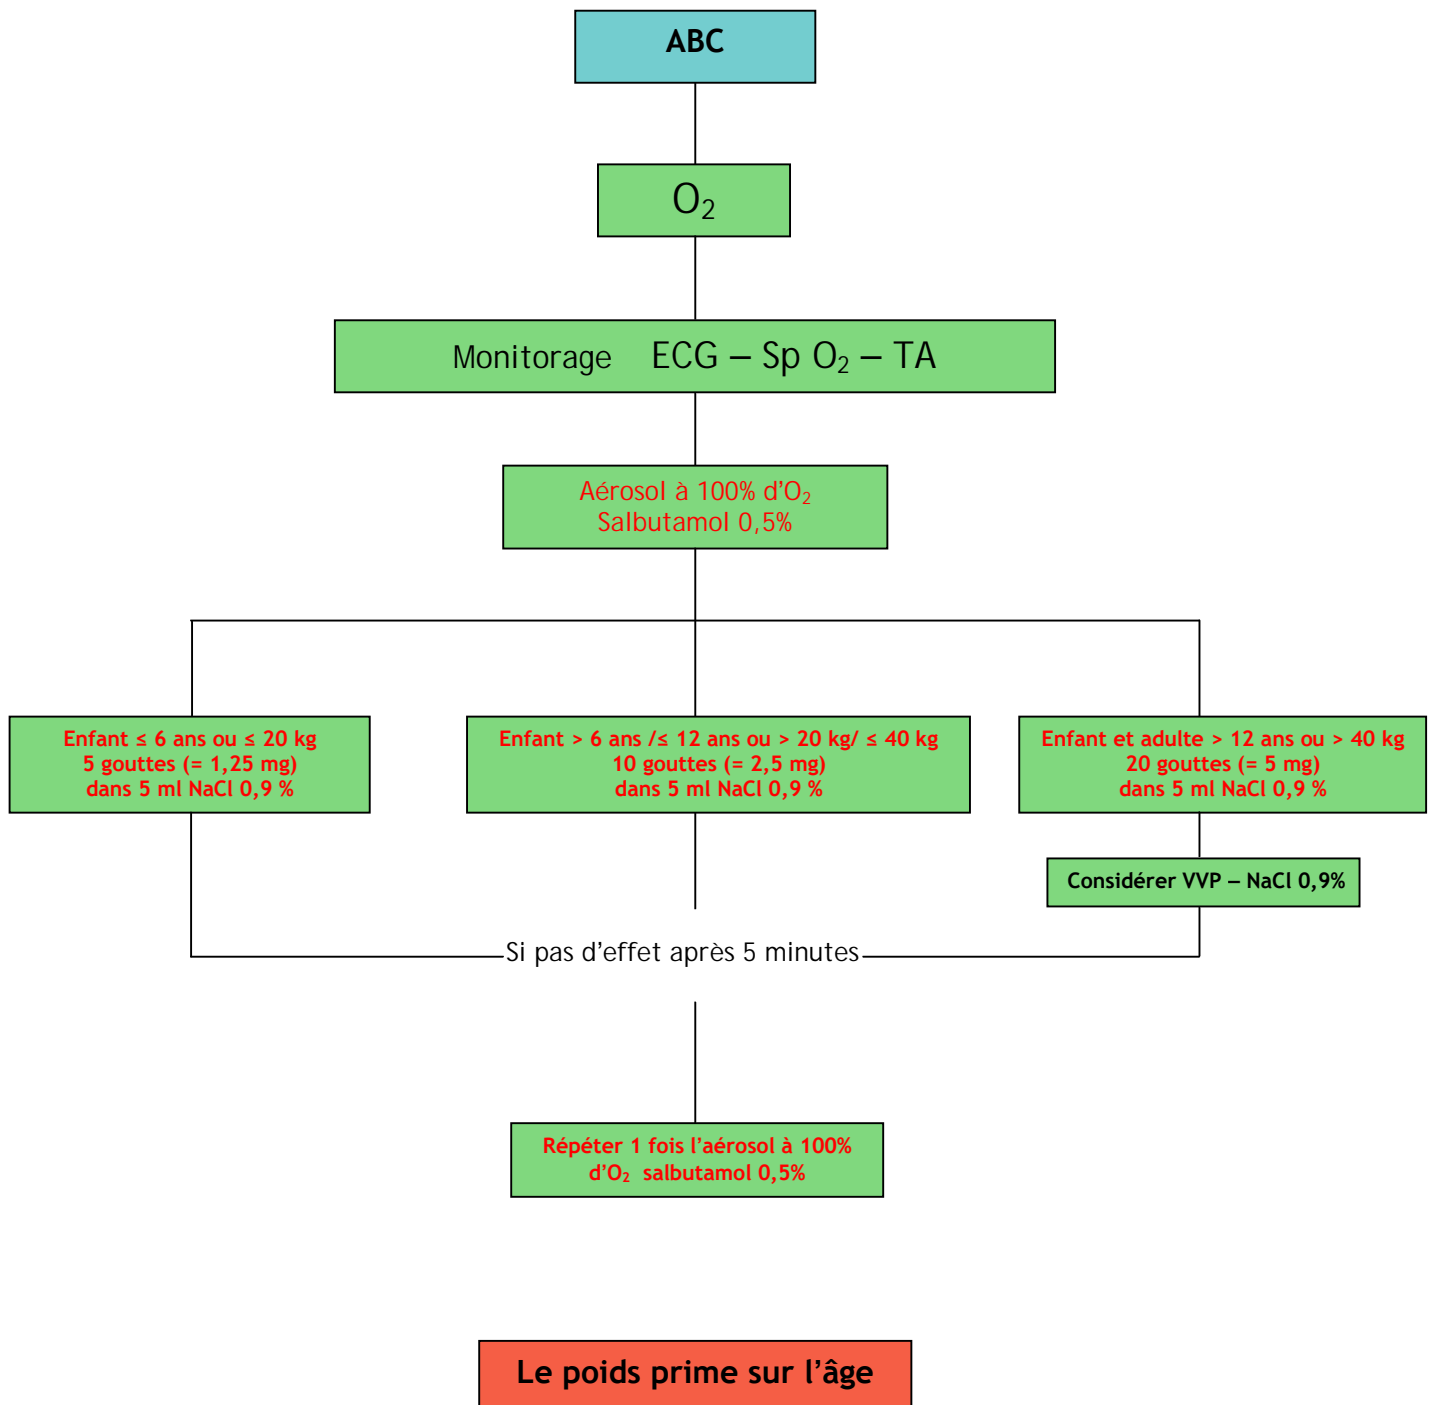 ABC
O₂
Monitorage ECG – Sp O₂ – TA
Aérosol à 100% d'O₂
Salbutamol 0,5%
Enfant ≤ 6 ans ou ≤ 20 kg
5 gouttes (= 1,25 mg)
dans 5 ml NaCl 0,9 %
Enfant > 6 ans /≤ 12 ans ou > 20 kg/ ≤ 40 kg
10 gouttes (= 2,5 mg)
dans 5 ml NaCl 0,9 %
Enfant et adulte > 12 ans ou > 40 kg
20 gouttes (= 5 mg)
dans 5 ml NaCl 0,9 %
Considérer VVP – NaCl 0,9%
Si pas d'effet après 5 minutes
Répéter 1 fois l'aérosol à 100%
d'O₂ salbutamol 0,5%
Le poids prime sur l'âge